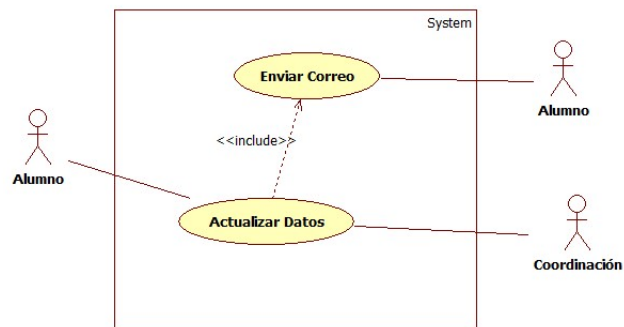 System
Enviar Correo
Alumno
<<include>>
Alumno
Actualizar Datos
Coordinación